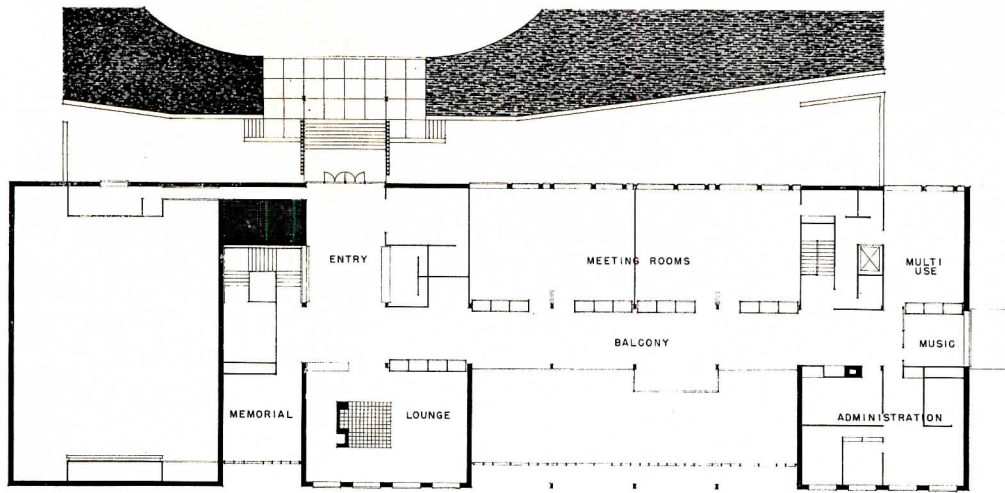 ENTRY
MEETING ROOMS
MULTI
USE
BALCONY
MUSIC
MEMORIAL
LOUNGE
ADMINISTRATION